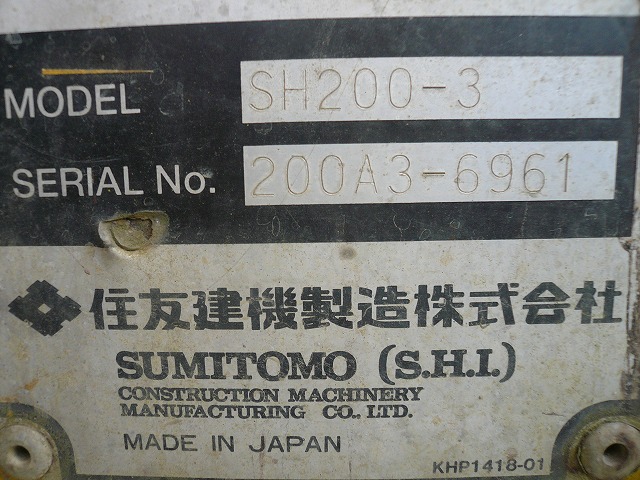 MODEL SH200-3
SERIAL No. 200A3-6961
住友建機製造株式会社
SUMITOMO (S.H.I.)
CONSTRUCTION MACHINERY
MANUFACTURING CO., LTD.
MADE IN JAPAN
KHP1418-01